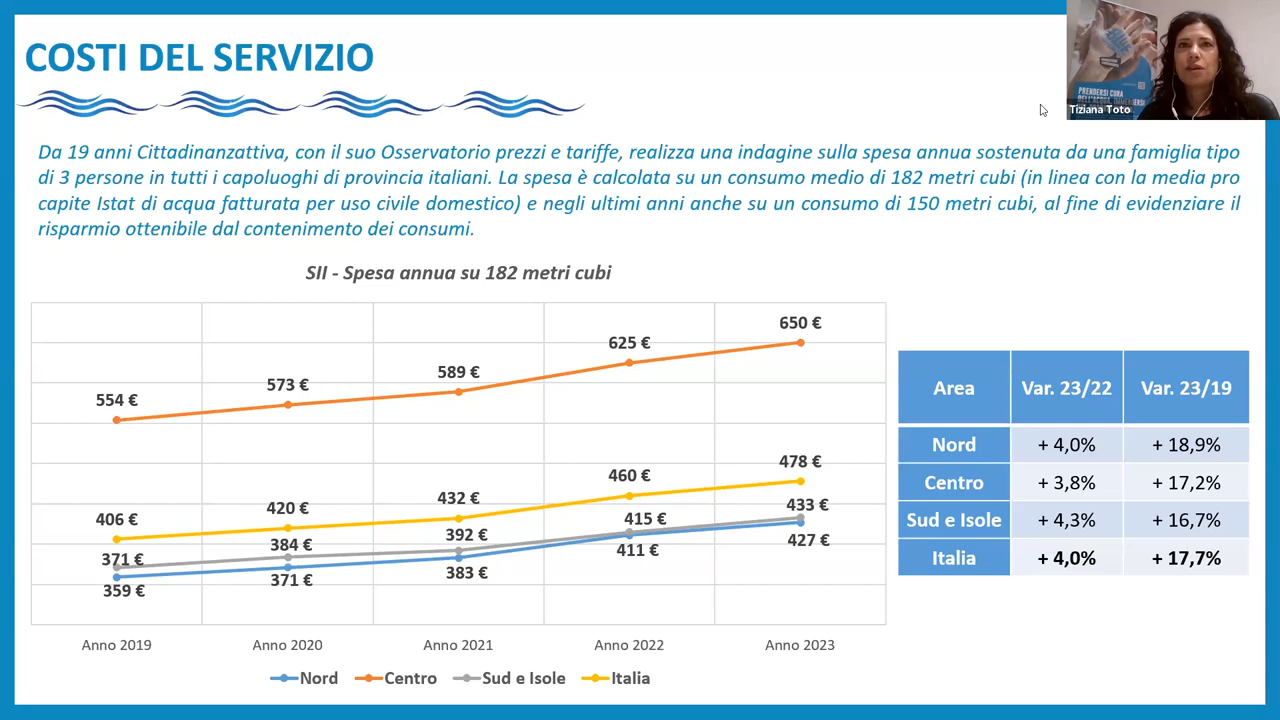 COSTI DEL SERVIZIO
PRENDERSI CURA
DELL'ACQUA, IMMERGERSI
Tiziana Toto
Da 19 anni Cittadinanzattiva, con il suo Osservatorio prezzi e tariffe, realizza una indagine sulla spesa annua sostenuta da una famiglia tipo
di 3 persone in tutti i capoluoghi di provincia italiani. La spesa è calcolata su un consumo medio di 182 metri cubi (in linea con la media pro
capite Istat di acqua fatturata per uso civile domestico) e negli ultimi anni anche su un consumo di 150 metri cubi, al fine di evidenziare il
risparmio ottenibile dal contenimento dei consumi.
SII - Spesa annua su 182 metri cubi
650 €
625 €
589 €
573 €
554 €
478 €
460 €
432 €
420 €
406 €
433 €
415 €
392 €
384 €
371 €
427 €
411 €
383 €
371 €
359 €
Anno 2019 Anno 2020 Anno 2021 Anno 2022 Anno 2023
Nord Centro Sud e Isole Italia
Area Var. 23/22 Var. 23/19
Nord + 4,0% + 18,9%
Centro + 3,8% + 17,2%
Sud e Isole + 4,3% + 16,7%
Italia + 4,0% + 17,7%